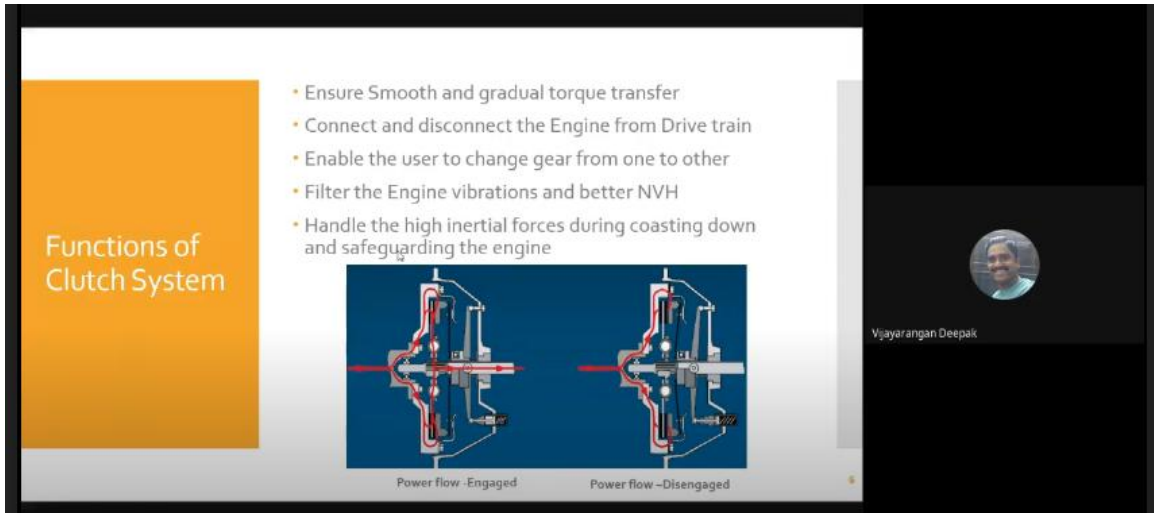 Functions of
Clutch System
• Ensure Smooth and gradual torque transfer
• Connect and disconnect the Engine from Drive train
• Enable the user to change gear from one to other
• Filter the Engine vibrations and better NVH
• Handle the high inertial forces during coasting down
and safeguarding the engine
Power flow -Engaged
Power flow –Disengaged
6
Vijayarangan Deepak